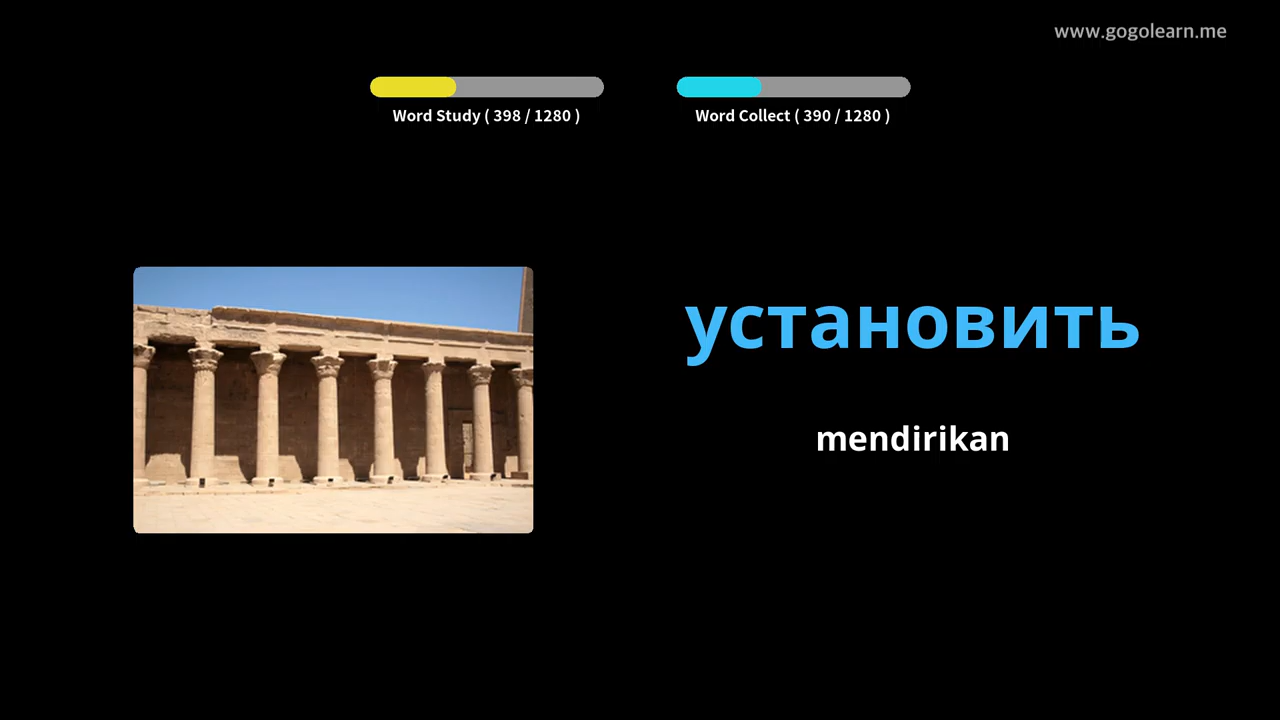 www.gogolearn.me
Word Study ( 398 / 1280 )
Word Collect ( 390 / 1280 )
установить
mendirikan